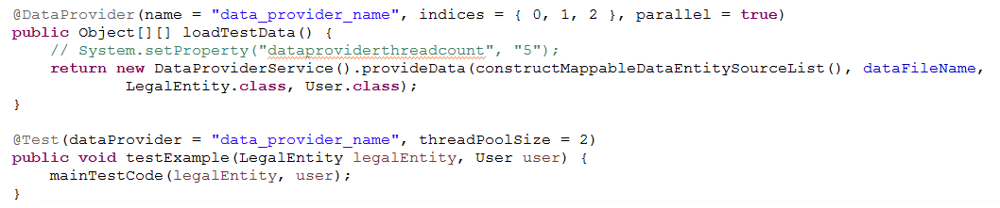 @DataProvider(name = "data_provider_name", indices = { 0, 1, 2 }, parallel = true)
public Object[][] loadTestData() {
// System.setProperty("dataproviderthreadcount", "5");
return new DataProviderService().provideData(constructMappableDataEntitySourceList(), dataFileName,
LegalEntity.class, User.class);
}
@Test(dataProvider = "data_provider_name", threadPoolSize = 2)
public void testExample(LegalEntity legalEntity, User user) {
mainTestCode(legalEntity, user);
}